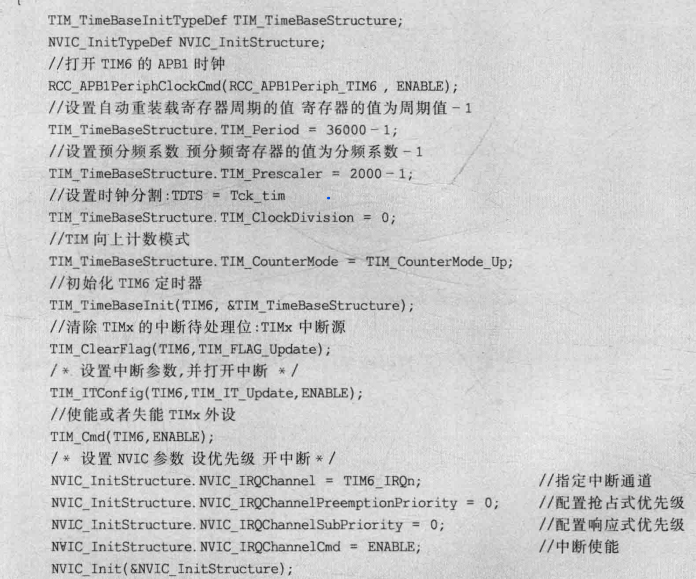 {
TIM_TimeBaseInitTypeDef TIM_TimeBaseStructure;
NVIC_InitTypeDef NVIC_InitStructure;
//打开 TIM6 的 APB1 时钟
RCC_APB1PeriphClockCmd(RCC_APB1Periph_TIM6 , ENABLE);
//设置自动重装载寄存器周期的值 寄存器的值为周期值-1
TIM_TimeBaseStructure.TIM_Period = 36000-1;
//设置预分频系数 预分频寄存器的值为分频系数-1
TIM_TimeBaseStructure.TIM_Prescaler = 2000-1;
//设置时钟分割:TDTS = Tck_tim
TIM_TimeBaseStructure.TIM_ClockDivision = 0;
//TIM 向上计数模式
TIM_TimeBaseStructure.TIM_CounterMode = TIM_CounterMode_Up;
//初始化 TIM6 定时器
TIM_TimeBaseInit(TIM6, &TIM_TimeBaseStructure);
//清除 TIMx 的中断待处理位:TIMx 中断源
TIM_ClearFlag(TIM6,TIM_FLAG_Update);
/* 设置中断参数,并打开中断 */
TIM_ITConfig(TIM6,TIM_IT_Update,ENABLE);
//使能或者失能 TIMx 外设
TIM_Cmd(TIM6,ENABLE);
/* 设置 NVIC 参数 设优先级 开中断*/
NVIC_InitStructure.NVIC_IRQChannel = TIM6_IRQn; //指定中断通道
NVIC_InitStructure.NVIC_IRQChannelPreemptionPriority = 0; //配置抢占式优先级
NVIC_InitStructure.NVIC_IRQChannelSubPriority = 0; //配置响应式优先级
NVIC_InitStructure.NVIC_IRQChannelCmd = ENABLE; //中断使能
NVIC_Init(&NVIC_InitStructure);